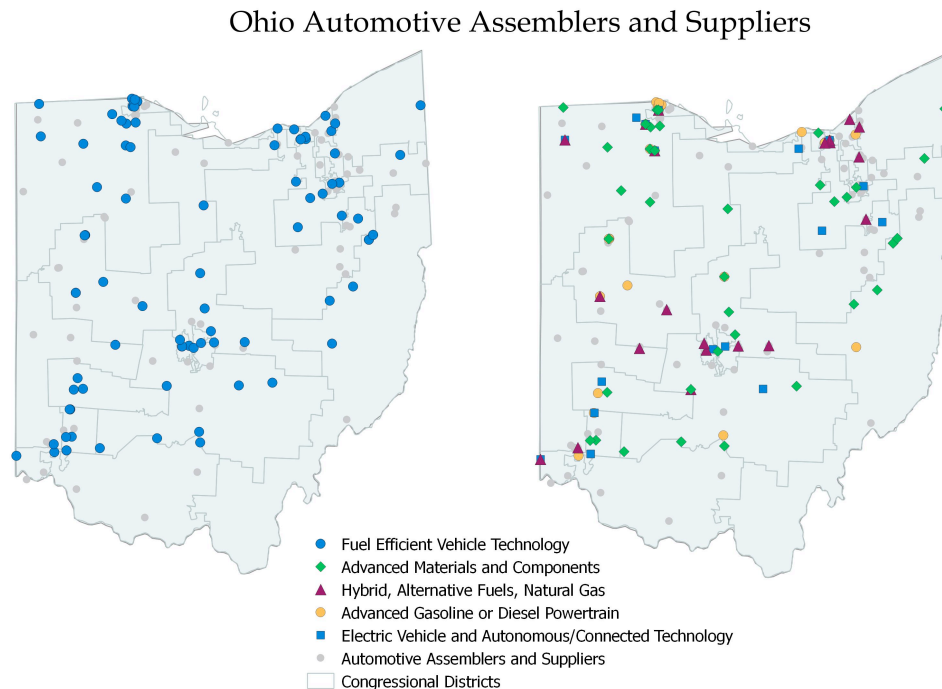 Ohio Automotive Assemblers and Suppliers
Fuel Efficient Vehicle Technology
Advanced Materials and Components
Hybrid, Alternative Fuels, Natural Gas
Advanced Gasoline or Diesel Powertrain
Electric Vehicle and Autonomous/Connected Technology
Automotive Assemblers and Suppliers
Congressional Districts